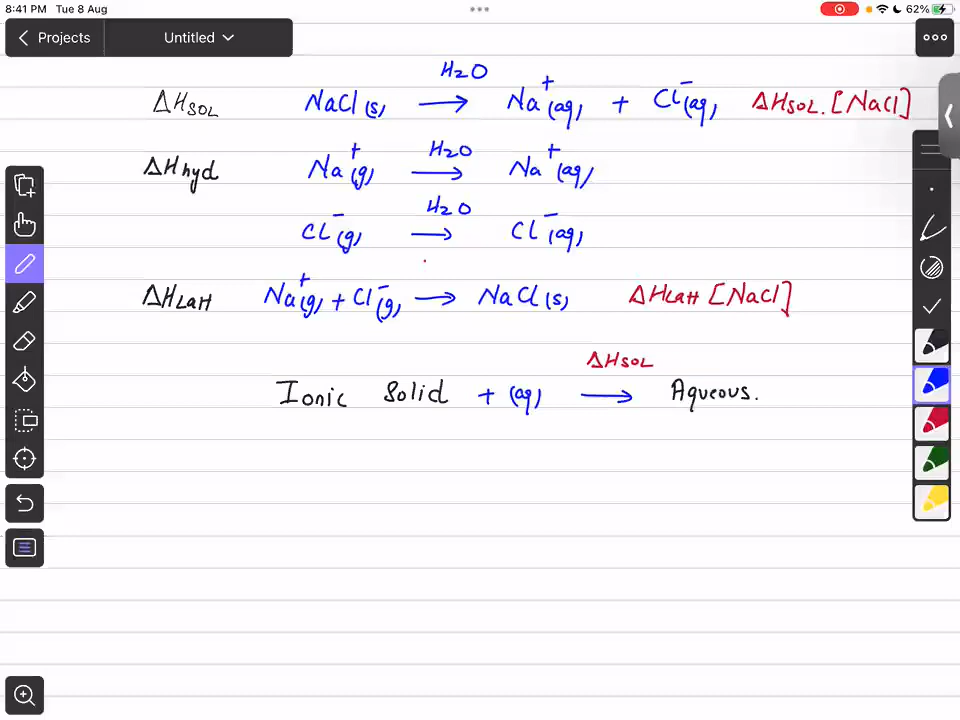 8:41 PM Tue 8 Aug
62%
Projects
Untitled
H2O
ΔHSOL NaCl(s) → Na+(aq) + Cl−(aq) ΔHSOL.[NaCl]
H2O
ΔHhyd Na+(g) → Na+(aq)
H2O
Cl−(g) → Cl−(aq)
ΔHLatt Na+(g) + Cl−(g) → NaCl(s) ΔHLatt [NaCl]
ΔHSOL
Ionic Solid + (aq) → Aqueous.